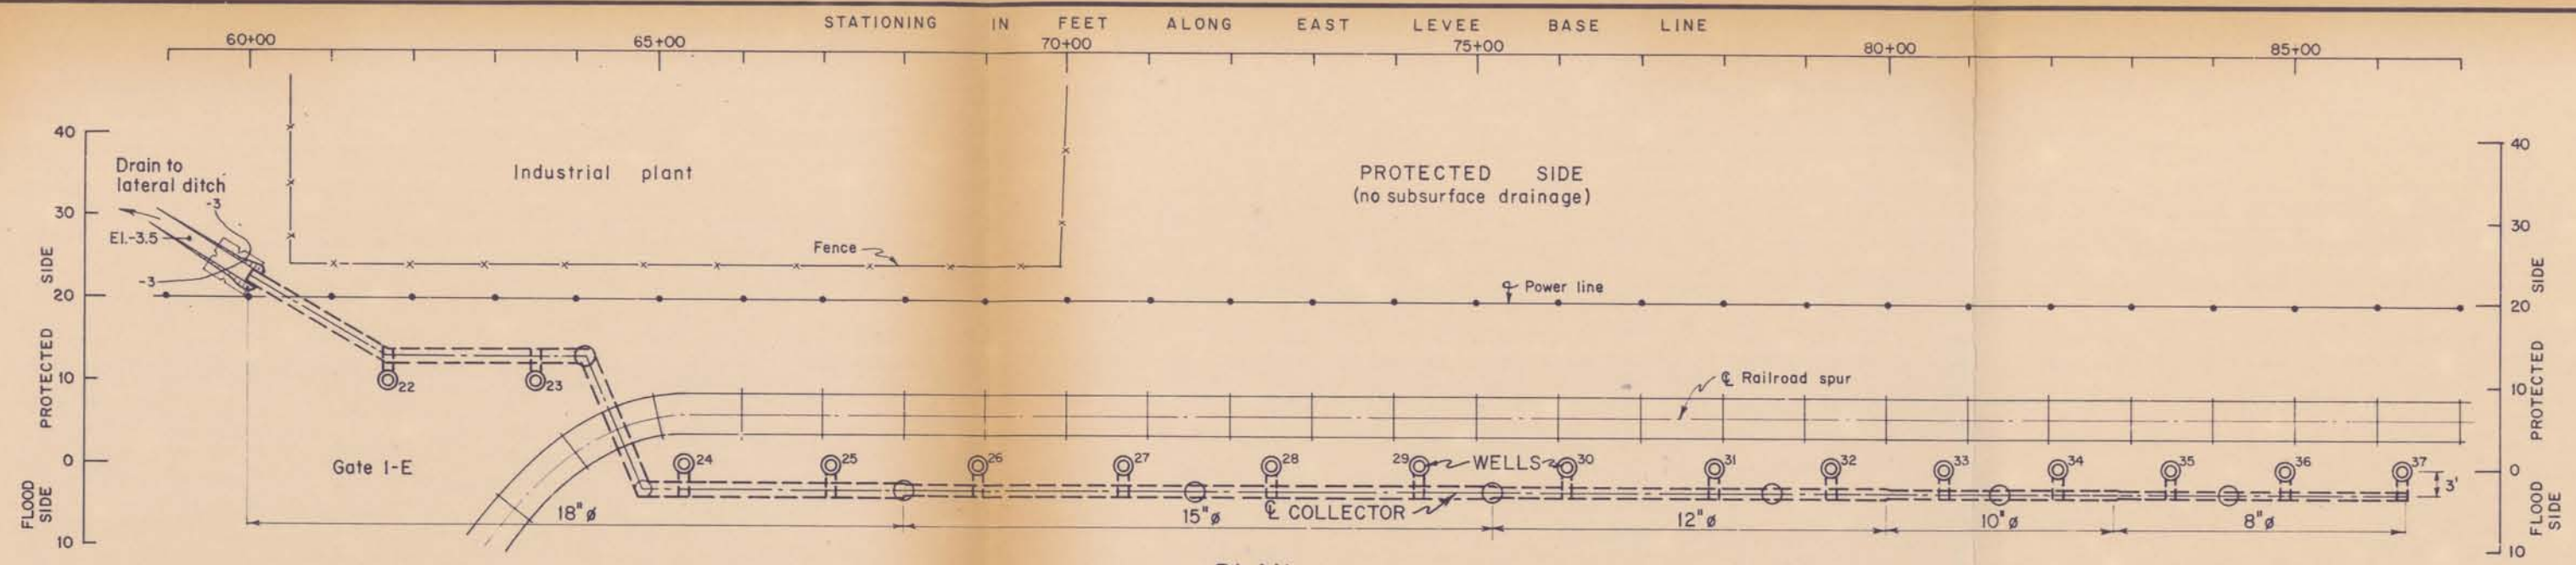 STATIONING IN FEET ALONG EAST LEVEE BASE LINE
60+00 65+00 70+00 75+00 80+00 85+00
40
30
20
10
0
10
PROTECTED SIDE
FLOOD SIDE
Drain to
lateral ditch
-3
El.-3.5
-3
Industrial plant
Fence
PROTECTED SIDE
(no subsurface drainage)
℄ Power line
℄ Railroad spur
22
23
Gate 1-E
24
25
26
27
28
29
WELLS
30
31
32
33
34
35
36
37
3'
18"ø
15"ø
℄ COLLECTOR
12"ø
10"ø
8"ø
40
30
20
10
0
10
PROTECTED SIDE
FLOOD SIDE